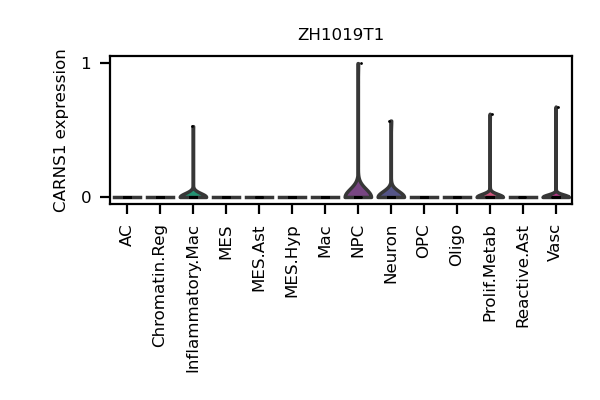 ZH1019T1
CARNS1 expression
1
0
AC
Chromatin.Reg
Inflammatory.Mac
MES
MES.Ast
MES.Hyp
Mac
NPC
Neuron
OPC
Oligo
Prolif.Metab
Reactive.Ast
Vasc